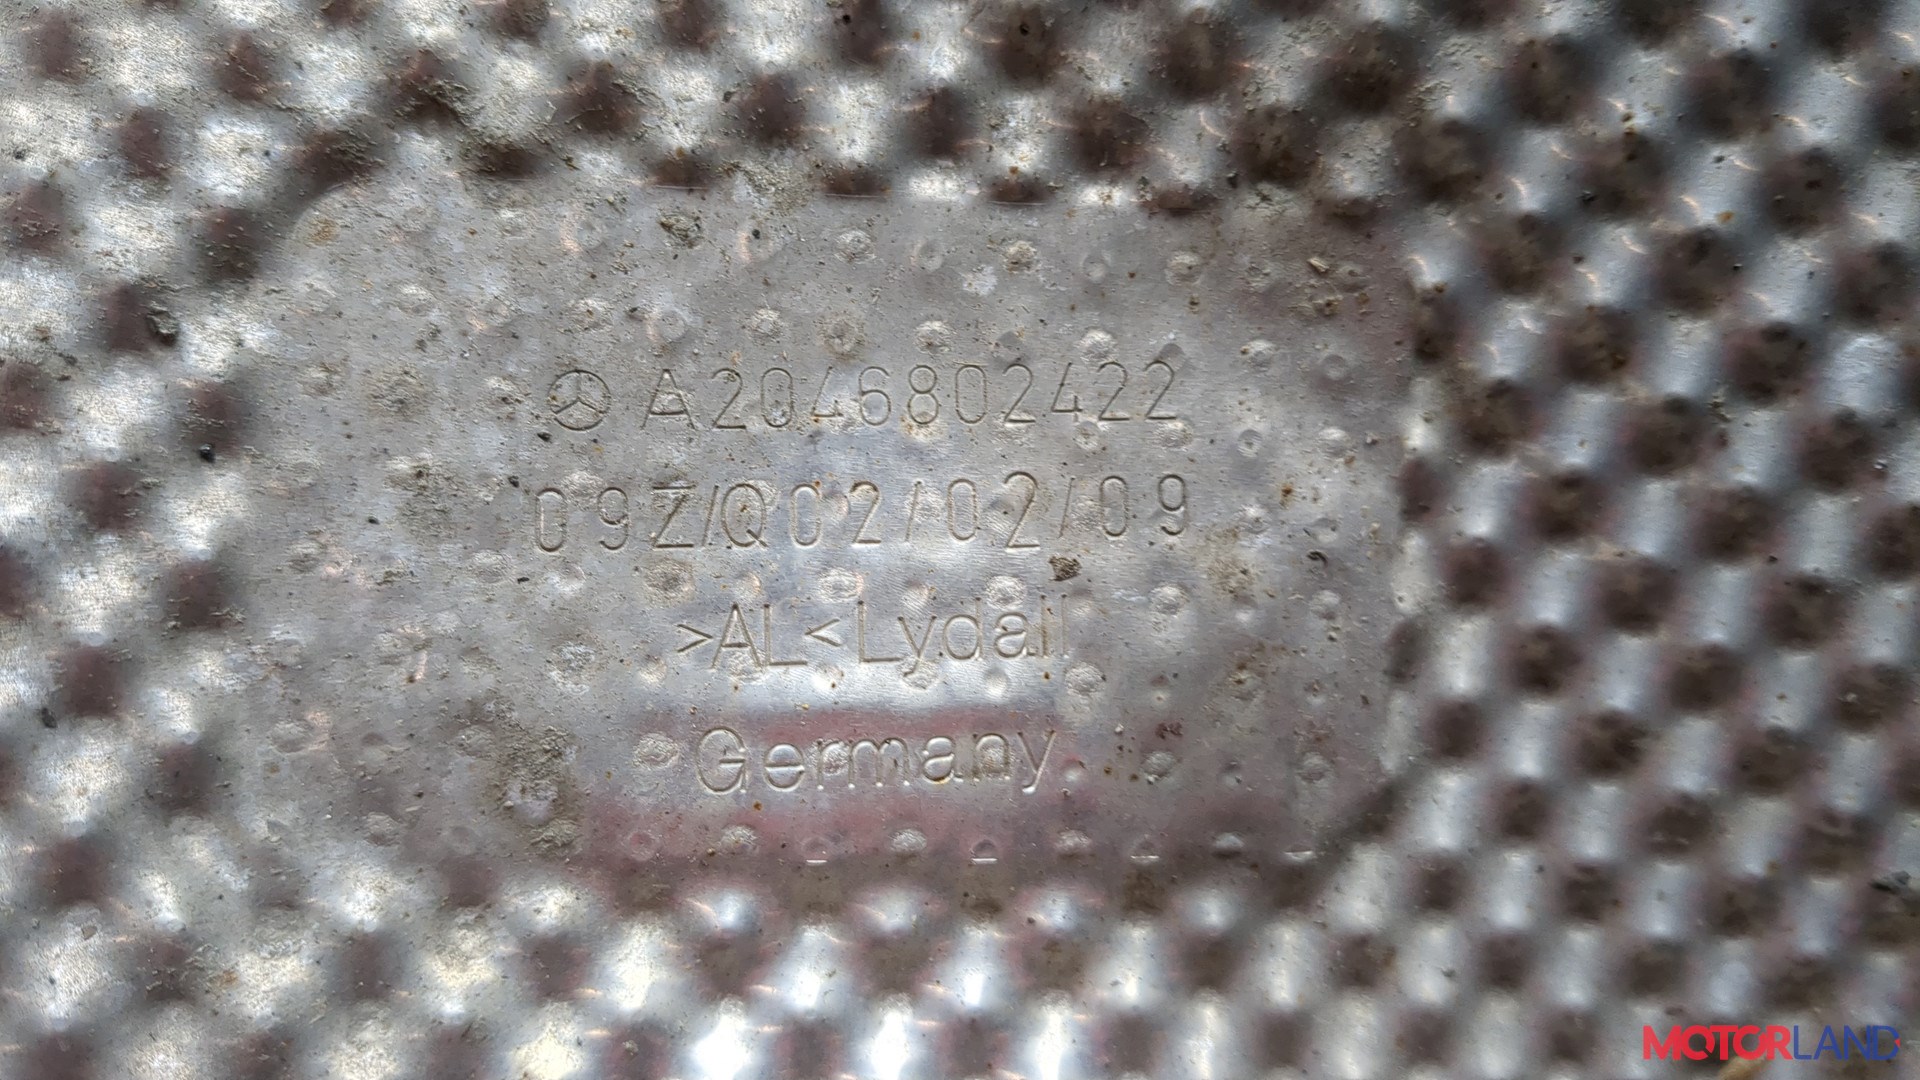 A2046802422
09Z/Q02/02/09
>AL<Lydall
Germany
MOTORLAND